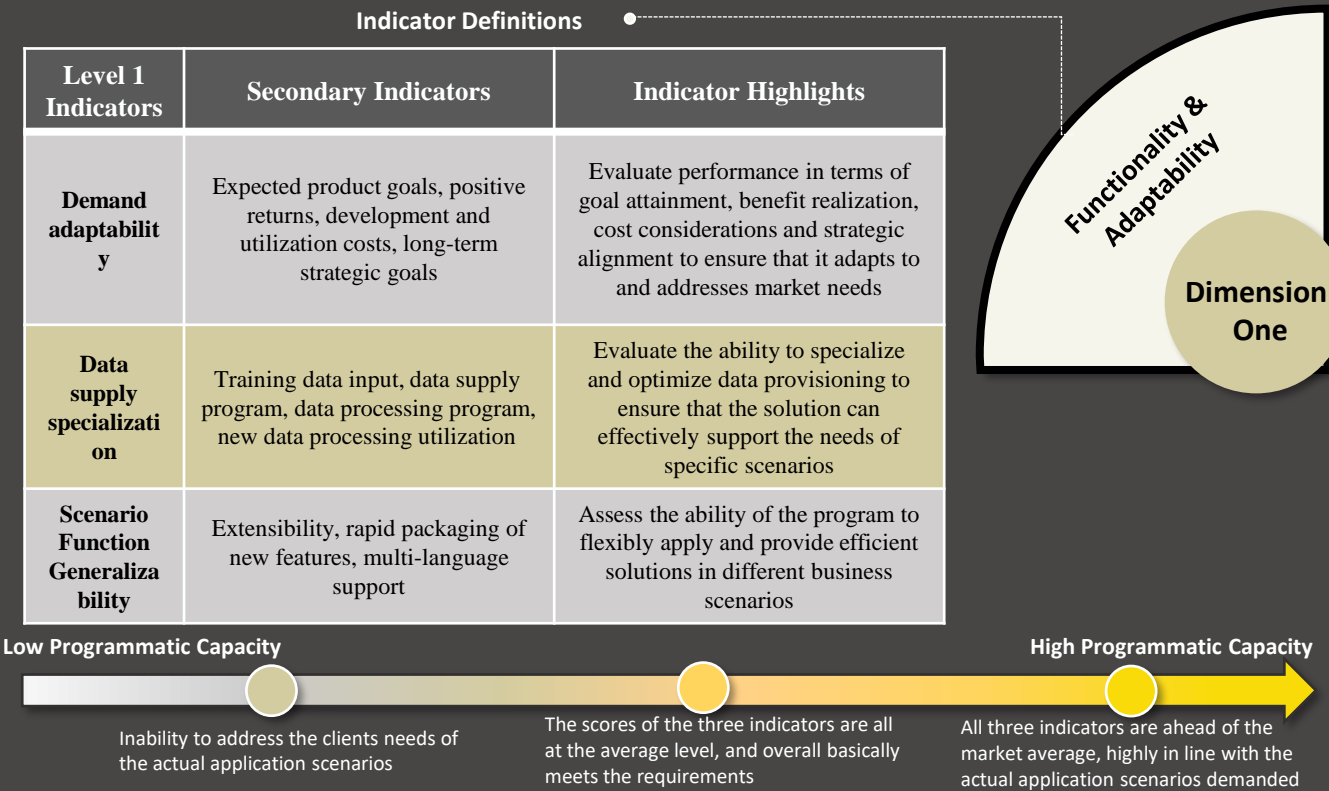 Indicator Definitions
Level 1
Indicators
Secondary Indicators
Indicator Highlights
Demand
adaptabilit
y
Expected product goals, positive
returns, development and
utilization costs, long-term
strategic goals
Evaluate performance in terms of
goal attainment, benefit realization,
cost considerations and strategic
alignment to ensure that it adapts to
and addresses market needs
Data
supply
specializati
on
Training data input, data supply
program, data processing program,
new data processing utilization
Evaluate the ability to specialize
and optimize data provisioning to
ensure that the solution can
effectively support the needs of
specific scenarios
Scenario
Function
Generaliza
bility
Extensibility, rapid packaging of
new features, multi-language
support
Assess the ability of the program to
flexibly apply and provide efficient
solutions in different business
scenarios
Functionality &
Adaptability
Dimension
One
Low Programmatic Capacity
High Programmatic Capacity
Inability to address the clients needs of
the actual application scenarios
The scores of the three indicators are all
at the average level, and overall basically
meets the requirements
All three indicators are ahead of the
market average, highly in line with the
actual application scenarios demanded